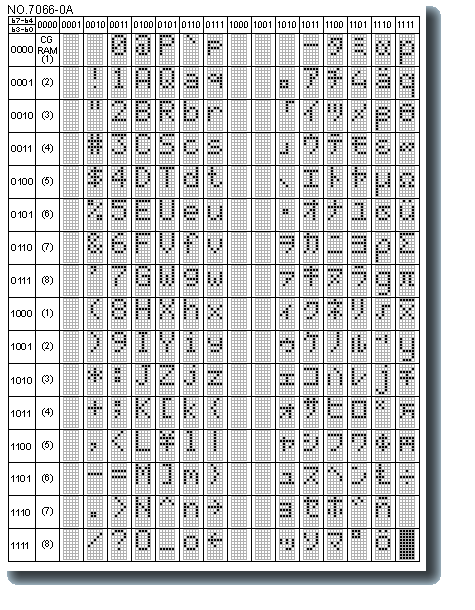 NO.7066-0A
b7-b4 0000 0001 0010 0011 0100 0101 0110 0111 1000 1001 1010 1011 1100 1101 1110 1111
b3-b0
0000 CG RAM (1) 0 @ P ` p ー タ ミ α p
0001 (2) ! 1 A Q a q 。 ア チ ム ä q
0010 (3) " 2 B R b r 「 イ ツ メ β θ
0011 (4) # 3 C S c s 」 ウ テ モ ε ∞
0100 (5) $ 4 D T d t 、 エ ト ヤ μ Ω
0101 (6) % 5 E U e u ・ オ ナ ユ σ ü
0110 (7) & 6 F V f v ヲ カ ニ ヨ ρ Σ
0111 (8) ' 7 G W g w ァ キ ヌ ラ g π
1000 (1) ( 8 H X h x ィ ク ネ リ √ x̄
1001 (2) ) 9 I Y i y ゥ ケ ノ ル ⁻¹ y
1010 (3) * : J Z j z ェ コ ハ レ j 千
1011 (4) + ; K [ k { ォ サ ヒ ロ ˣ 万
1100 (5) , < L ¥ l | ャ シ フ ワ ¢ 円
1101 (6) - = M ] m } ュ ス ヘ ン ŧ ÷
1110 (7) . > N ^ n → ョ セ ホ ゛ ñ
1111 (8) / ? O _ o ← ッ ソ マ ゜ ö █